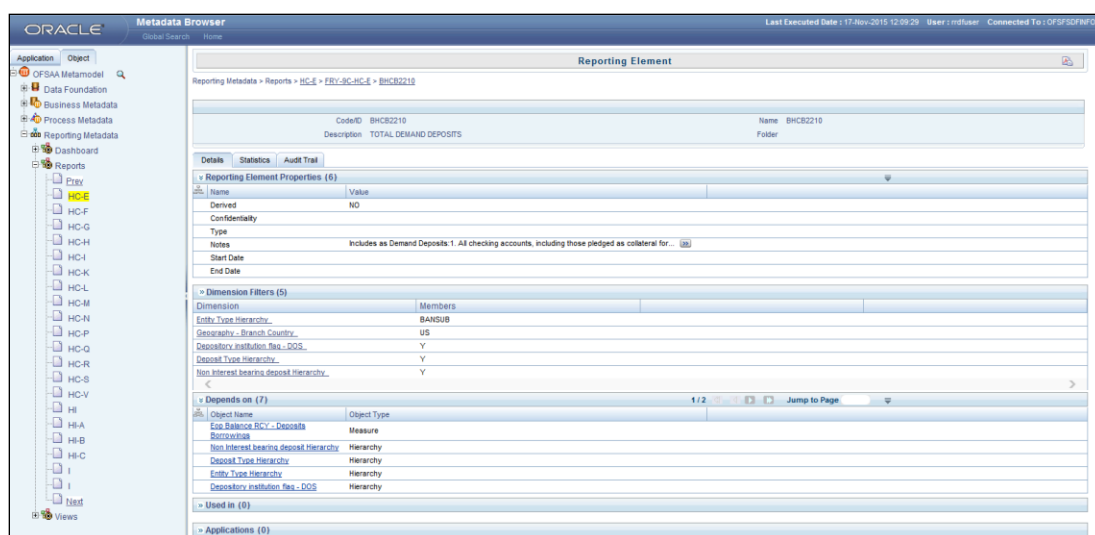 ORACLE
Metadata Browser
Last Executed Date : 17-Nov-2015 12:09:29 User : mdfuser Connected To : OFSFSDFINFO
Global Search Home
Application Object
OFSAA Metamodel
Data Foundation
Business Metadata
Process Metadata
Reporting Metadata
Dashboard
Reports
Prev
HC-E
HC-F
HC-G
HC-H
HC-I
HC-K
HC-L
HC-M
HC-N
HC-P
HC-Q
HC-R
HC-S
HC-V
HI
HI-A
HI-B
HI-C
I
I
Next
Views
Reporting Element
Reporting Metadata > Reports > HC-E > FRY-9C-HC-E > BHCB2210
Code/ID BHCB2210 Name BHCB2210
Description TOTAL DEMAND DEPOSITS Folder
Details Statistics Audit Trail
Reporting Element Properties (6)
Name Value
Derived NO
Confidentiality
Type
Notes Includes as Demand Deposits:1. All checking accounts, including those pledged as collateral for...
Start Date
End Date
» Dimension Filters (5)
Dimension Members
Entity Type Hierarchy BANSUB
Geography - Branch Country US
Depository institution flag - DOS Y
Deposit Type Hierarchy Y
Non Interest bearing deposit Hierarchy Y
Depends on (7) 1 / 2 Jump to Page
Object Name Object Type
Eop Balance RCY - Deposits Measure
Borrowings
Non Interest bearing deposit Hierarchy Hierarchy
Deposit Type Hierarchy Hierarchy
Entity Type Hierarchy Hierarchy
Depository institution flag - DOS Hierarchy
» Used in (0)
» Applications (0)